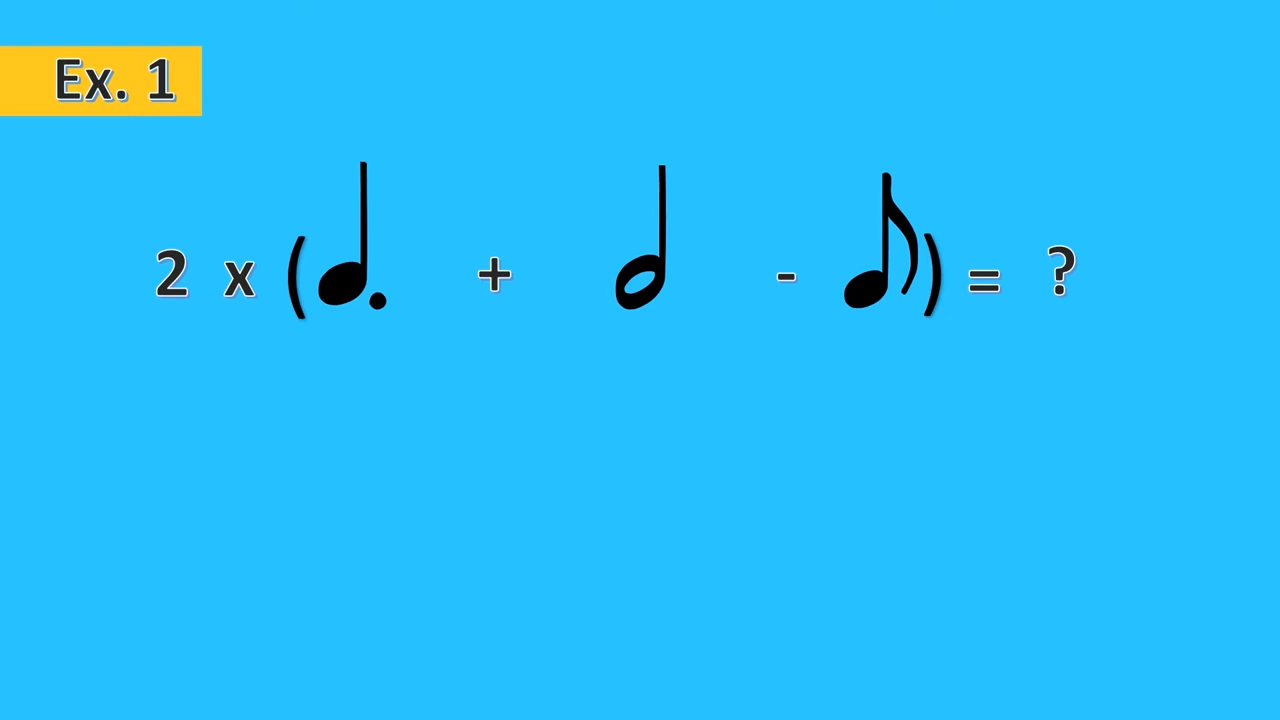 Ex. 1
2 x ( + - ) = ?